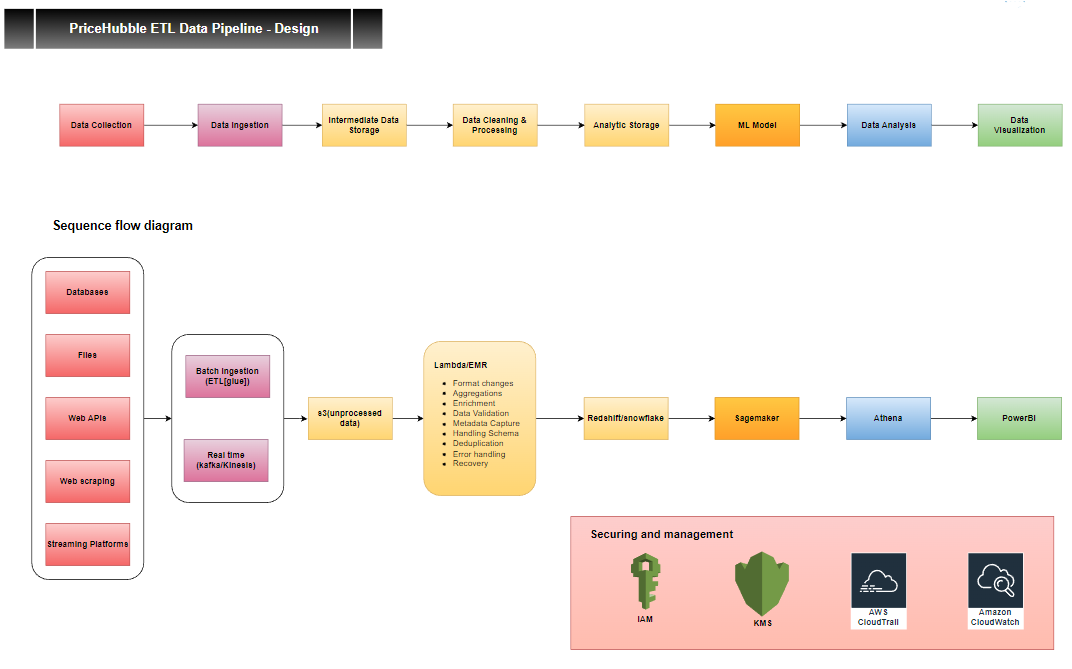 PriceHubble ETL Data Pipeline - Design
Data Collection
Data Ingestion
Intermediate Data
Storage
Data Cleaning &
Processing
Analytic Storage
ML Model
Data Analysis
Data
Visualization
Sequence flow diagram
Databases
Files
Web APIs
Web scraping
Streaming Platforms
Batch Ingestion
(ETL[glue])
Real time
(kafka/Kinesis)
s3(unprocessed
data)
Lambda/EMR
Format changes
Aggregations
Enrichment
Data Validation
Metadata Capture
Handling Schema
Deduplication
Error handling
Recovery
Redshift/snowflake
Sagemaker
Athena
PowerBI
Securing and management
IAM
KMS
AWS
CloudTrail
Amazon
CloudWatch